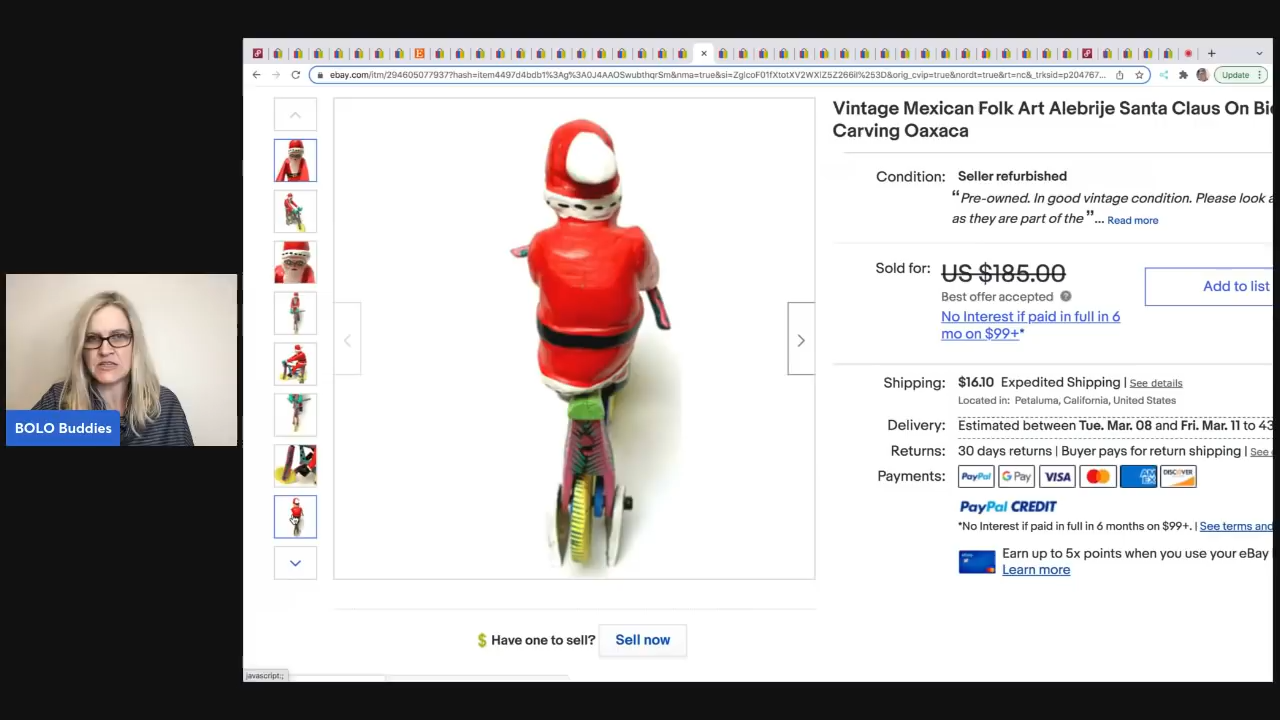 ebay.com/itm/294605077937?hash=item4497d4bdb1%3Ag%3A0J4AAOSwubthqrSm&nma=true&si=ZglcoF01fXtotXV2WXlZ5Z266iI%253D&orig_cvip=true&nordt=true&rt=nc&_trksid=p204767...
Update
Vintage Mexican Folk Art Alebrije Santa Claus On Bi
Carving Oaxaca
Condition: Seller refurbished
“Pre-owned. In good vintage condition. Please look a
as they are part of the” ... Read more
Sold for: US $185.00
Best offer accepted
Add to list
No Interest if paid in full in 6
mo on $99+*
Shipping: $16.10 Expedited Shipping | See details
Located in: Petaluma, California, United States
Delivery: Estimated between Tue. Mar. 08 and Fri. Mar. 11 to 43
Returns: 30 days returns | Buyer pays for return shipping | See
Payments: PayPal G Pay VISA MasterCard AM EX DISCOVER
PayPal CREDIT
*No Interest if paid in full in 6 months on $99+. | See terms and
Earn up to 5x points when you use your eBay
Learn more
BOLO Buddies
$ Have one to sell? Sell now
javascript:;